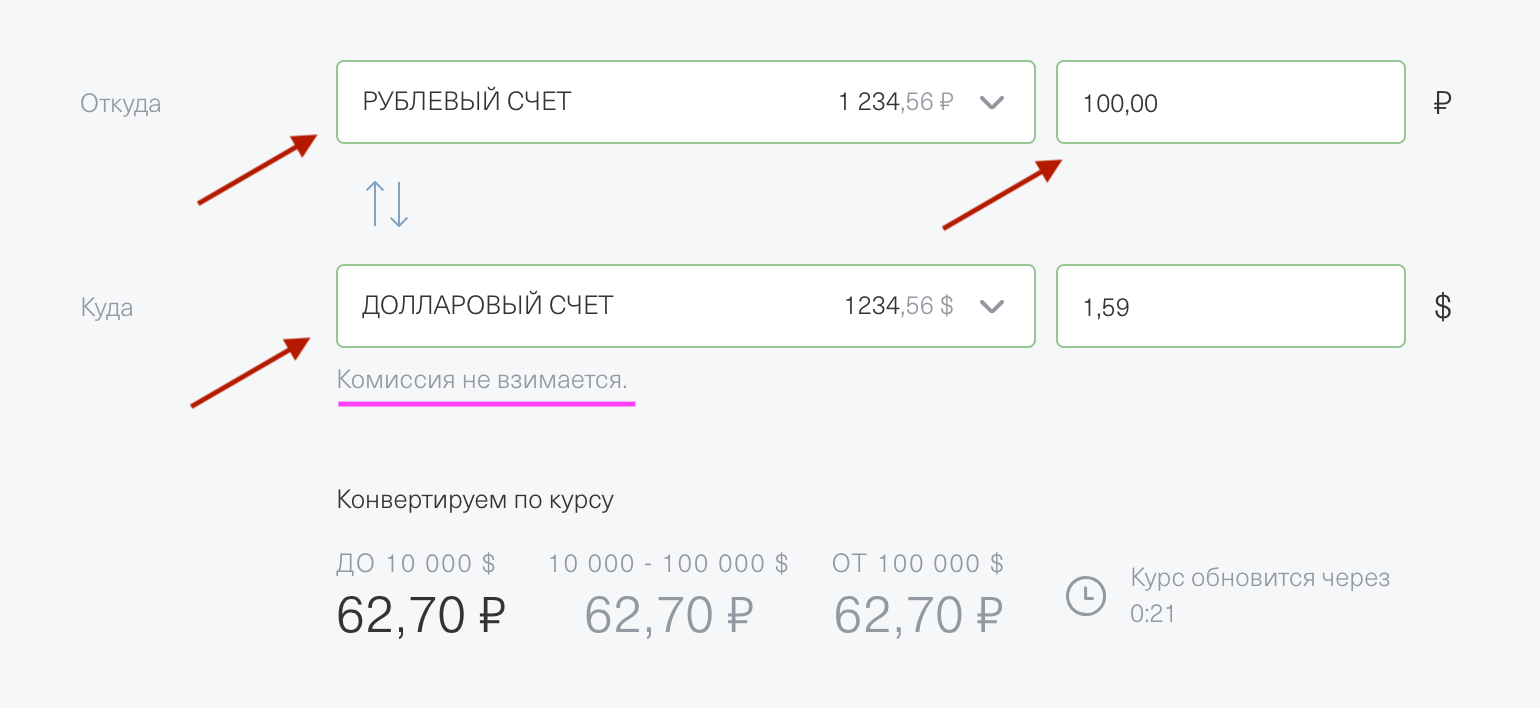 Откуда РУБЛЕВЫЙ СЧЕТ 1 234,56 ₽ 100,00 ₽
Куда ДОЛЛАРОВЫЙ СЧЕТ 1234,56 $ 1,59 $
Комиссия не взимается.
Конвертируем по курсу
ДО 10 000 $ 10 000 - 100 000 $ ОТ 100 000 $
62,70 ₽ 62,70 ₽ 62,70 ₽
Курс обновится через
0:21